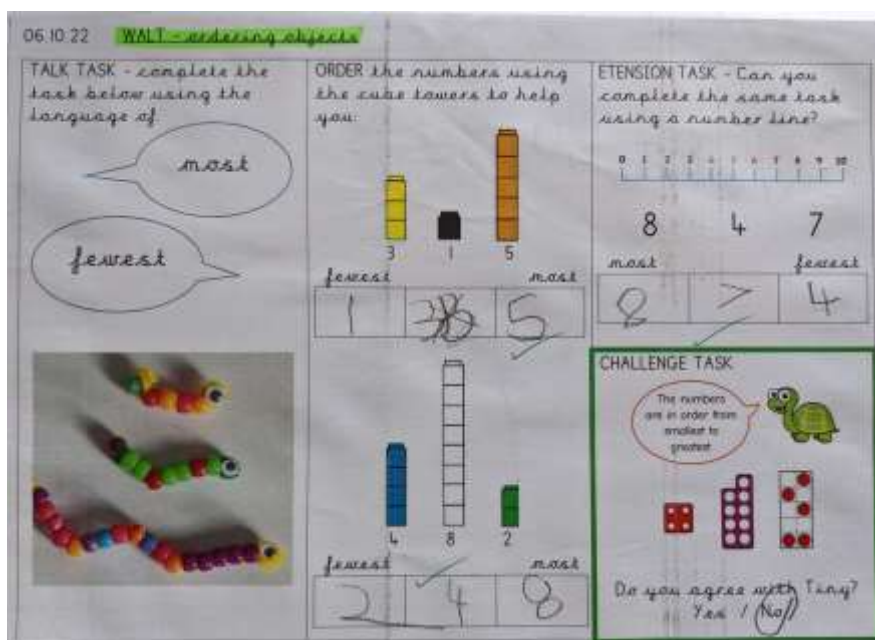 06.10.22 WALT - ordering objects
TALK TASK - complete the
task below using the
language of
most
fewest
ORDER the numbers using
the cube towers to help
you:
3 1 5
fewest most
1 5
4 8 2
fewest most
2 4 8
ETENSION TASK - Can you
complete the same task
using a number line?
0 1 2 3 4 5 6 7 8 9 10
8 4 7
most fewest
8 > 4
CHALLENGE TASK
The numbers
are in order from
smallest to
greatest
Do you agree with Tiny?
Yes / No